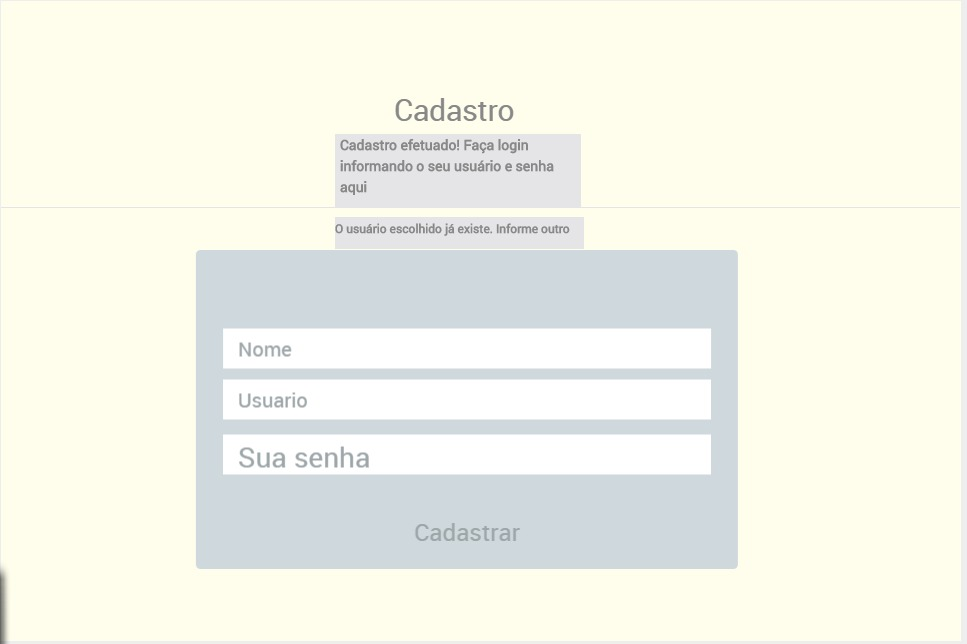 Cadastro
Cadastro efetuado! Faça login
informando o seu usuário e senha
aqui
O usuário escolhido já existe. Informe outro
Nome
Usuario
Sua senha
Cadastrar